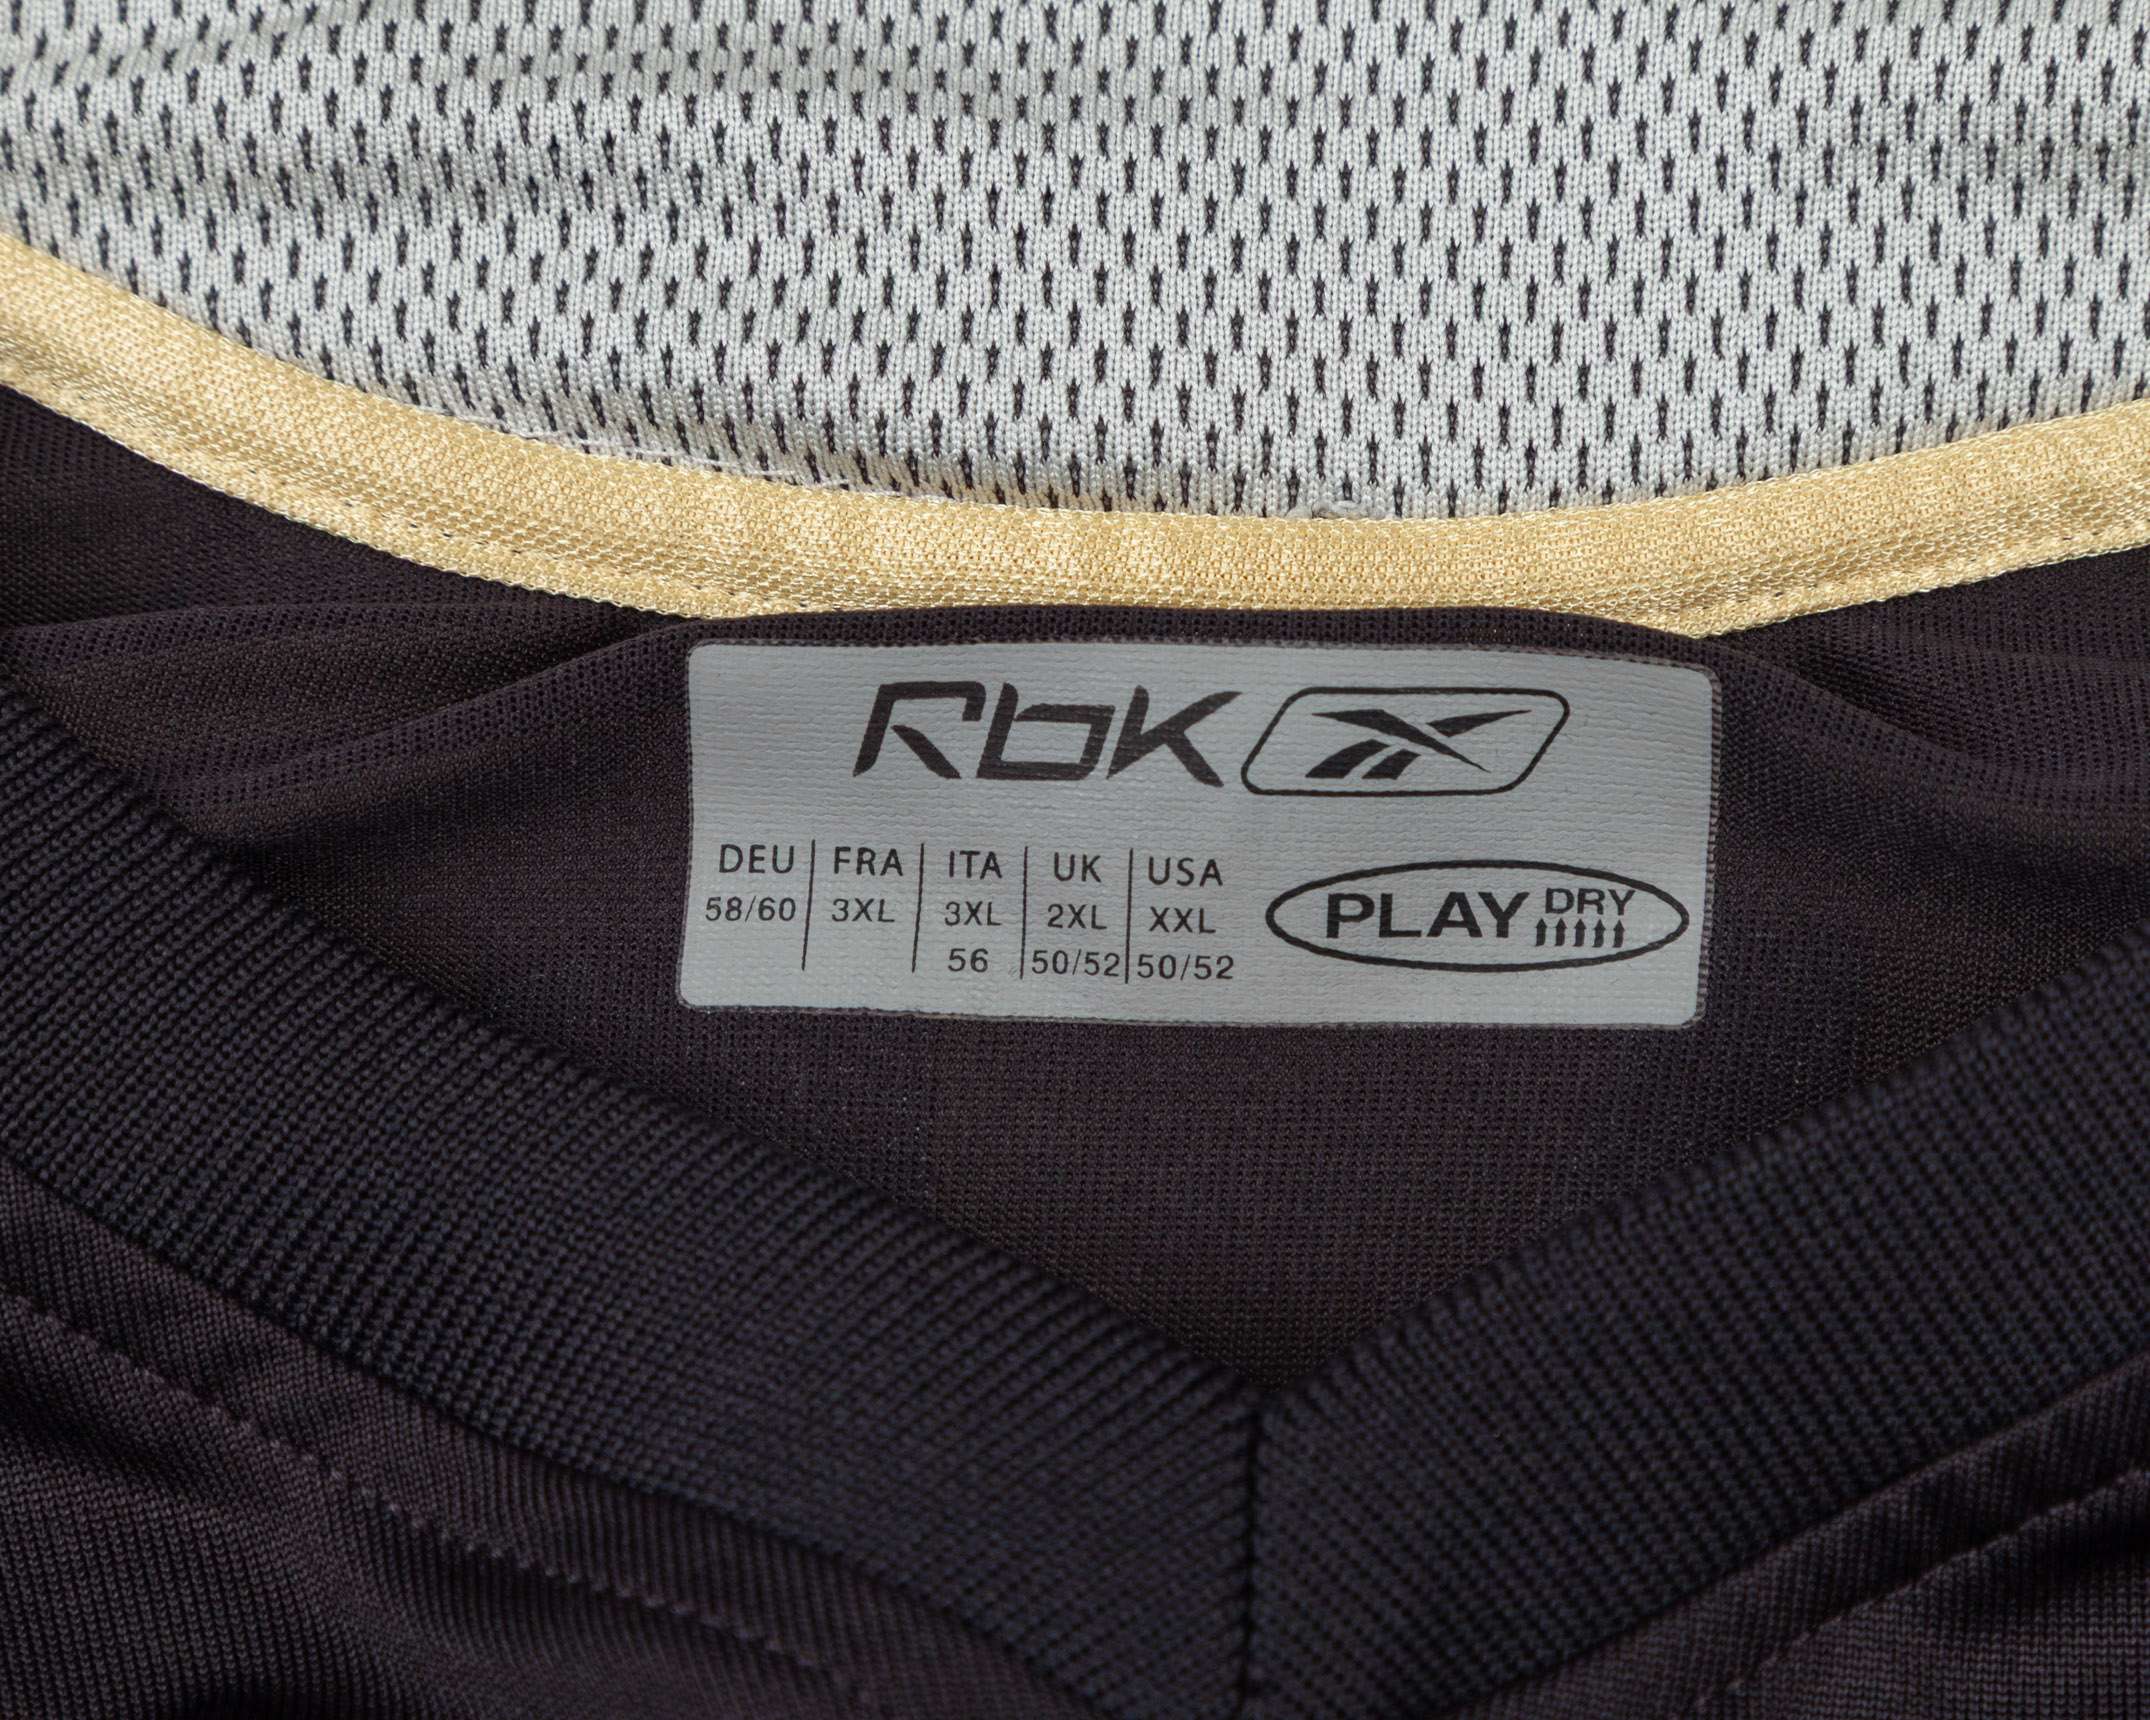 RbK
DEU FRA ITA UK USA
58/60 3XL 3XL 2XL XXL
56 50/52 50/52
PLAY DRY